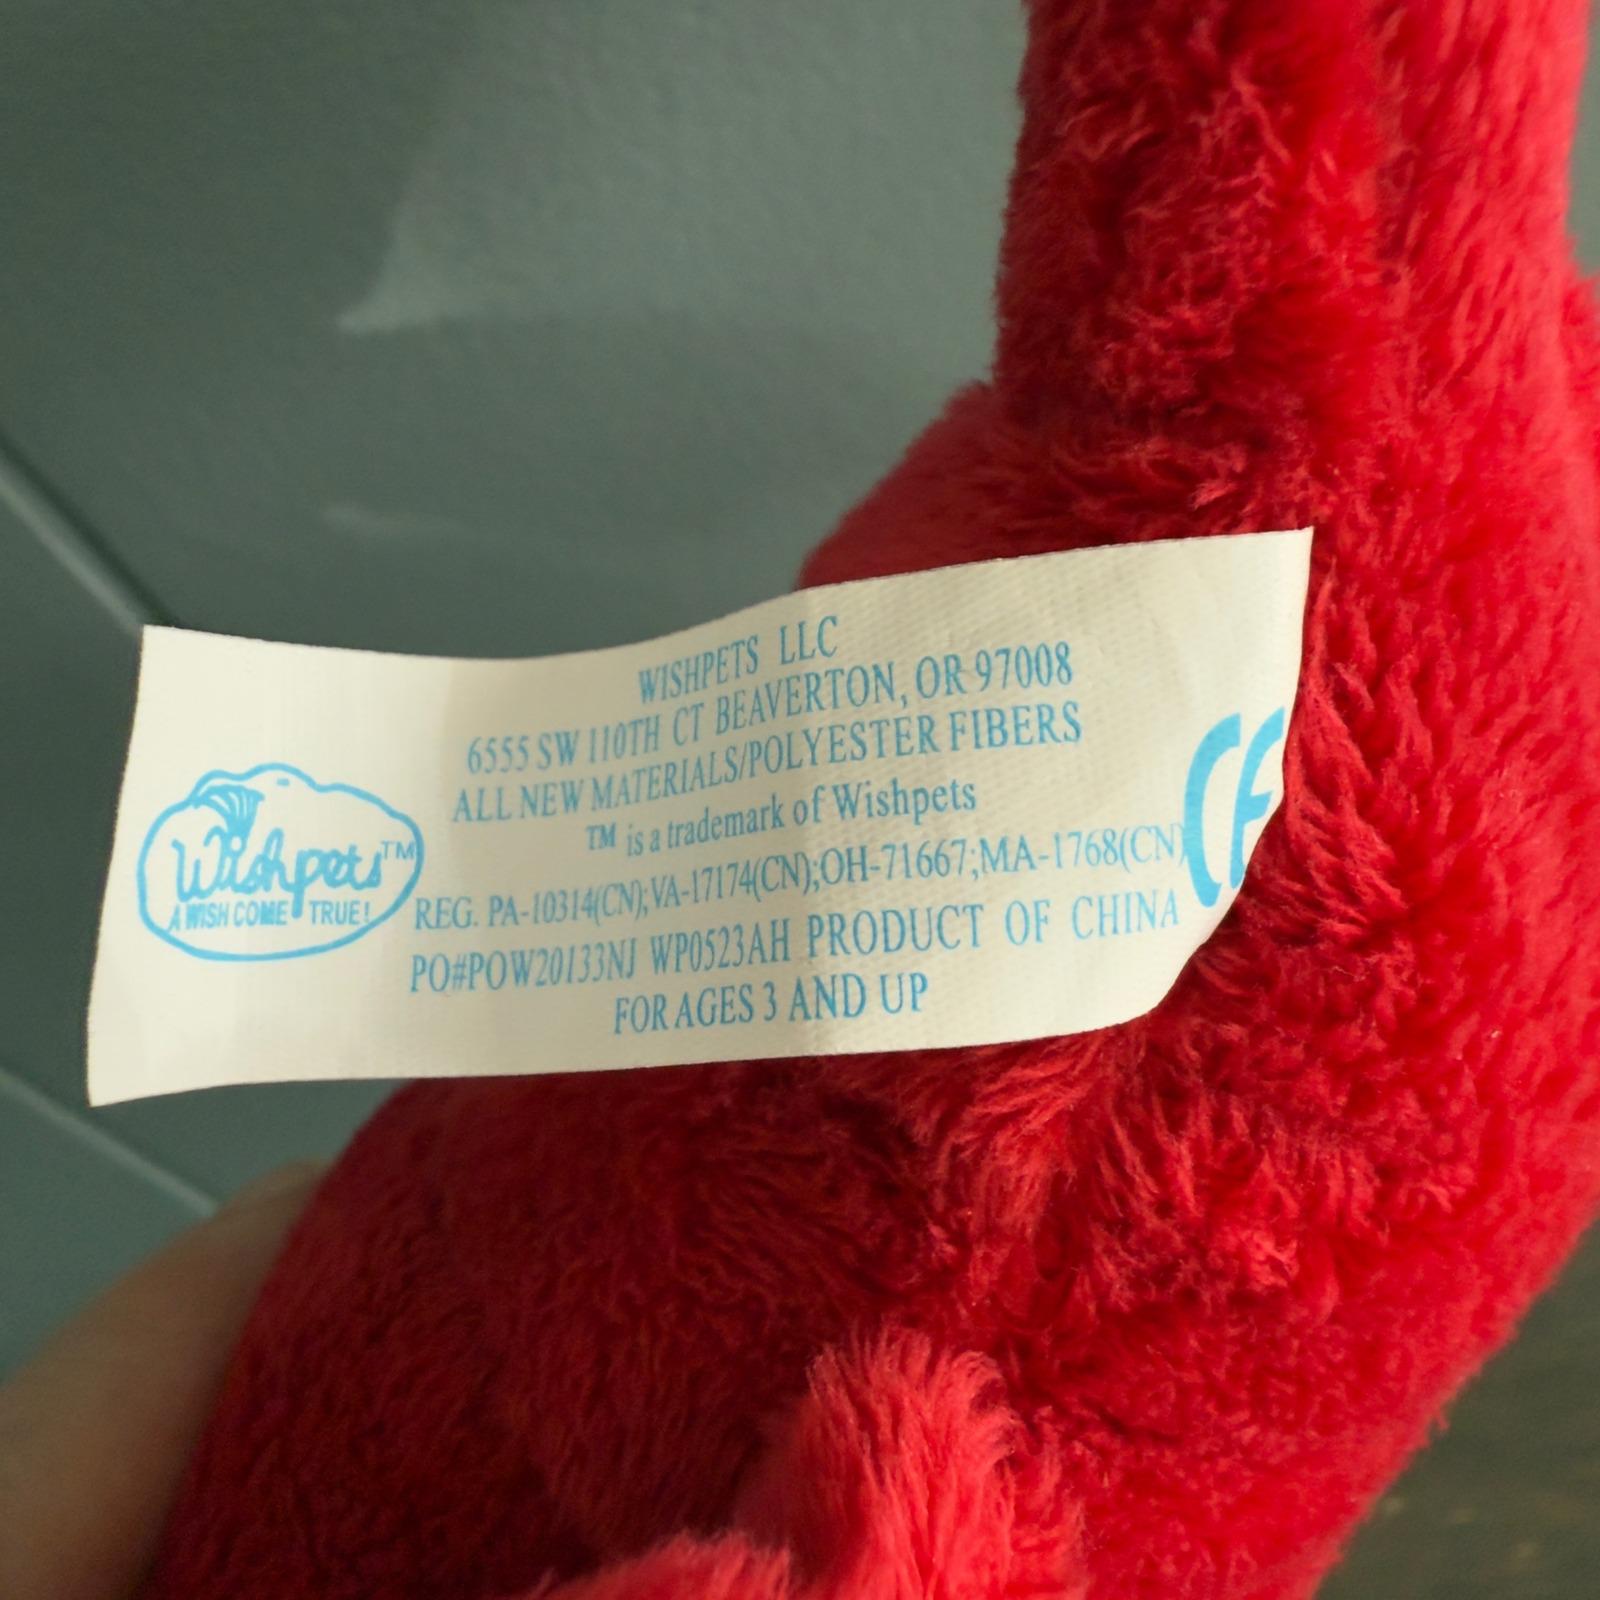 Wishpets™
A WISH COME TRUE!
WISHPETS LLC
6555 SW 110TH CT BEAVERTON, OR 97008
ALL NEW MATERIALS/POLYESTER FIBERS
™ is a trademark of Wishpets
REG. PA-10314(CN);VA-17174(CN);OH-71667;MA-1768(CN)
PO#POW20133NJ WP0523AH PRODUCT OF CHINA
FOR AGES 3 AND UP
CE